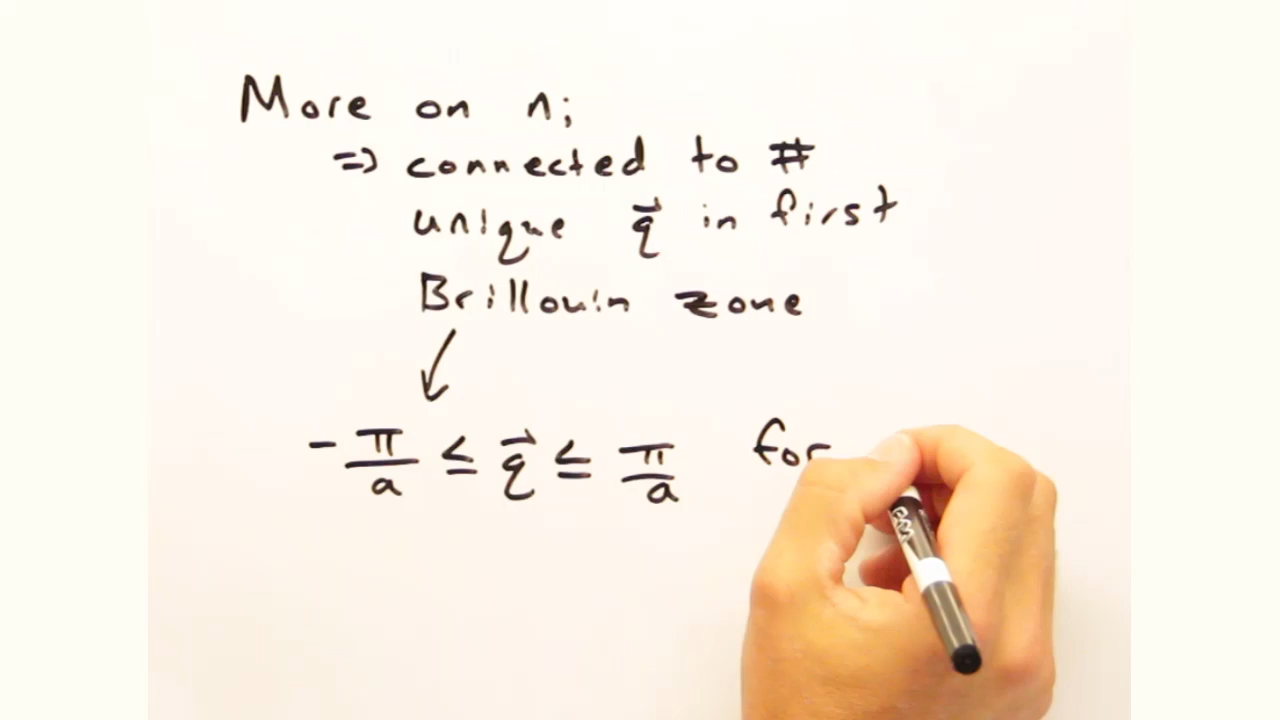 More on n;
⇒ connected to #
unique q⃗ in first
Brillouin zone
-π/a ≤ q⃗ ≤ π/a for